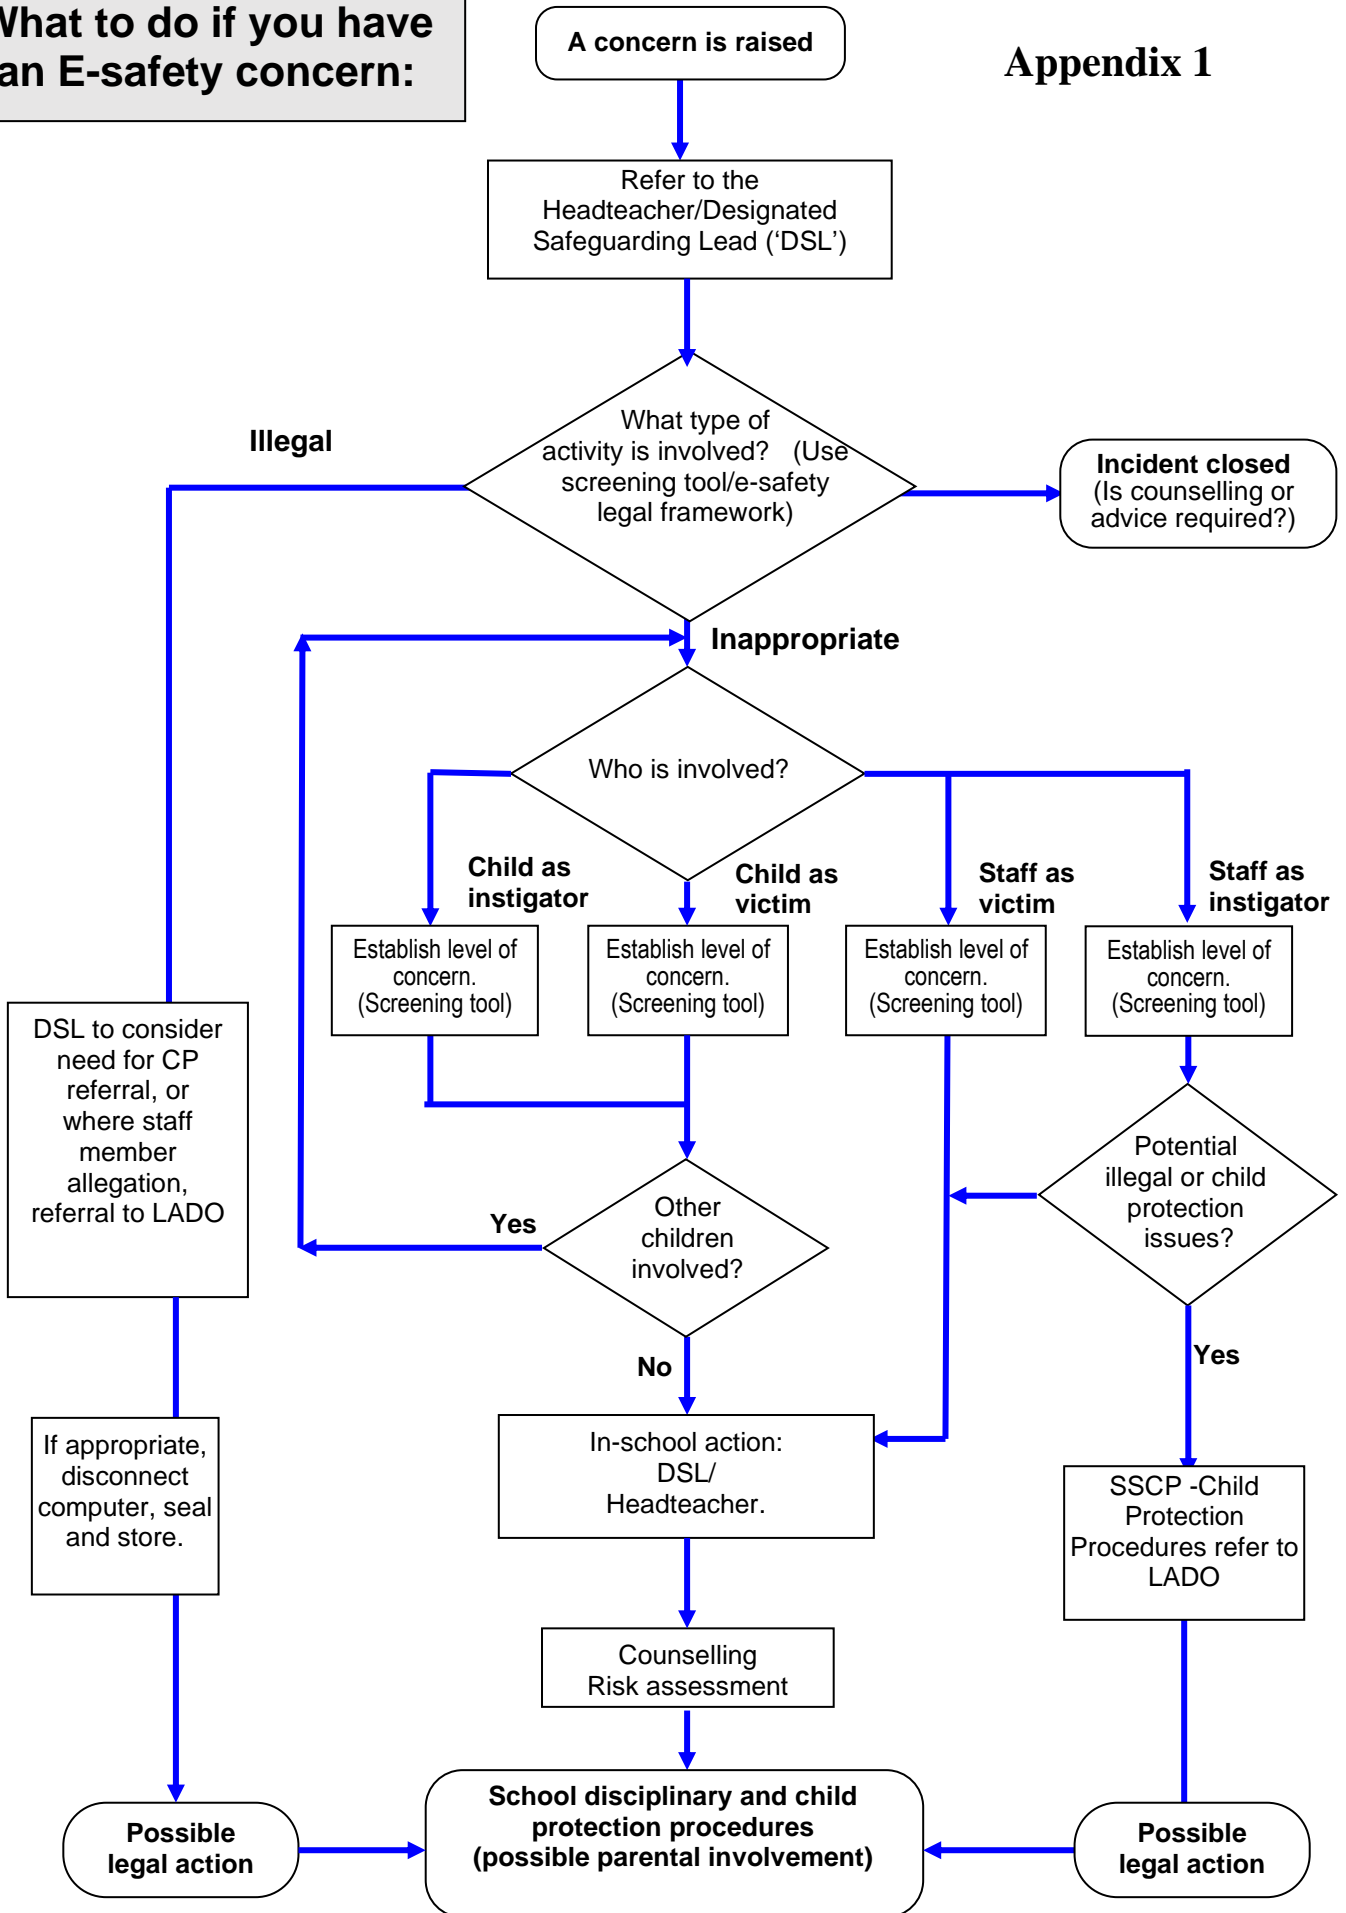 What to do if you have
an E-safety concern:
A concern is raised
Appendix 1
Refer to the
Headteacher/Designated
Safeguarding Lead (‘DSL’)
What type of
activity is involved? (Use
screening tool/e-safety
legal framework)
Illegal
Incident closed
(Is counselling or
advice required?)
Inappropriate
Who is involved?
Child as
instigator
Child as
victim
Staff as
victim
Staff as
instigator
Establish level of
concern.
(Screening tool)
Establish level of
concern.
(Screening tool)
Establish level of
concern.
(Screening tool)
Establish level of
concern.
(Screening tool)
DSL to consider
need for CP
referral, or
where staff
member
allegation,
referral to LADO
Potential
illegal or child
protection
issues?
Other
children
involved?
Yes
No
Yes
If appropriate,
disconnect
computer, seal
and store.
In-school action:
DSL/
Headteacher.
SSCP -Child
Protection
Procedures refer to
LADO
Counselling
Risk assessment
Possible
legal action
School disciplinary and child
protection procedures
(possible parental involvement)
Possible
legal action